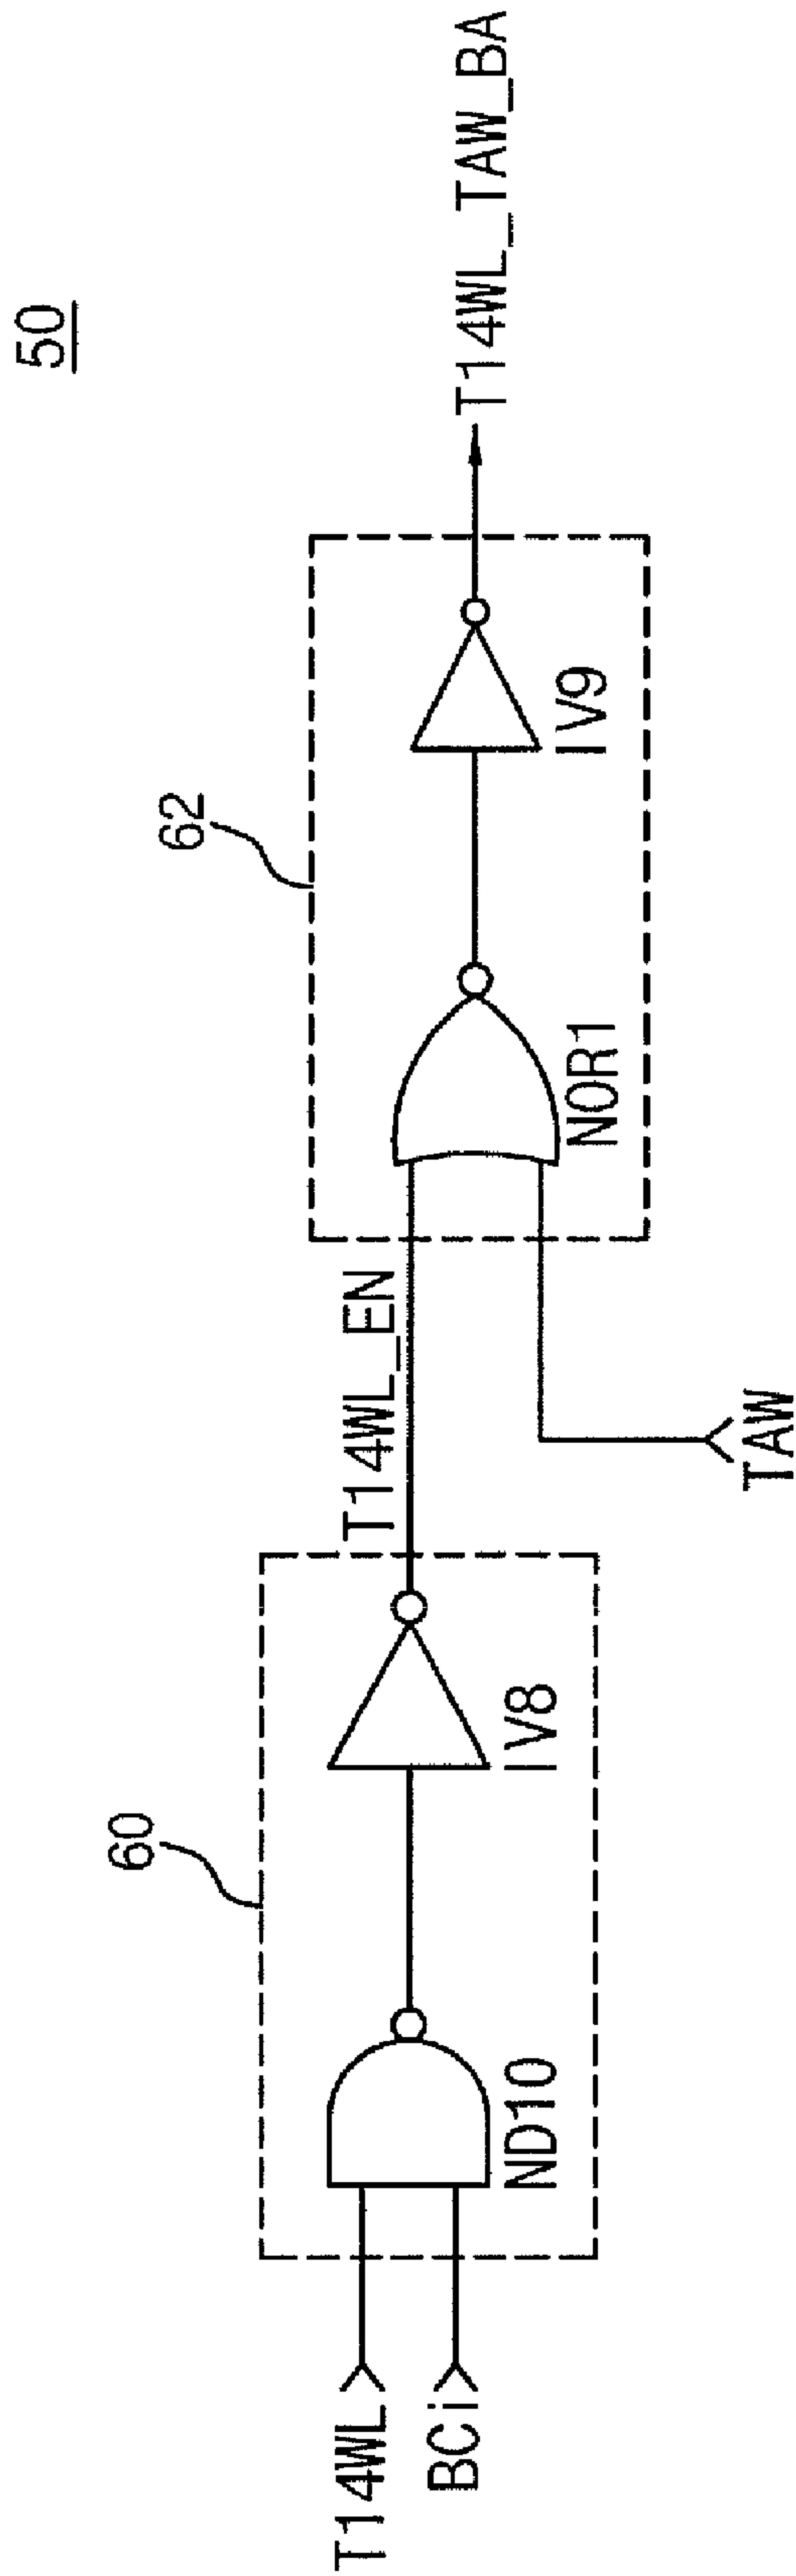 50
60
62
T14WL
BCi
ND10
IV8
T14WL_EN
TAW
NOR1
IV9
T14WL_TAW_BA